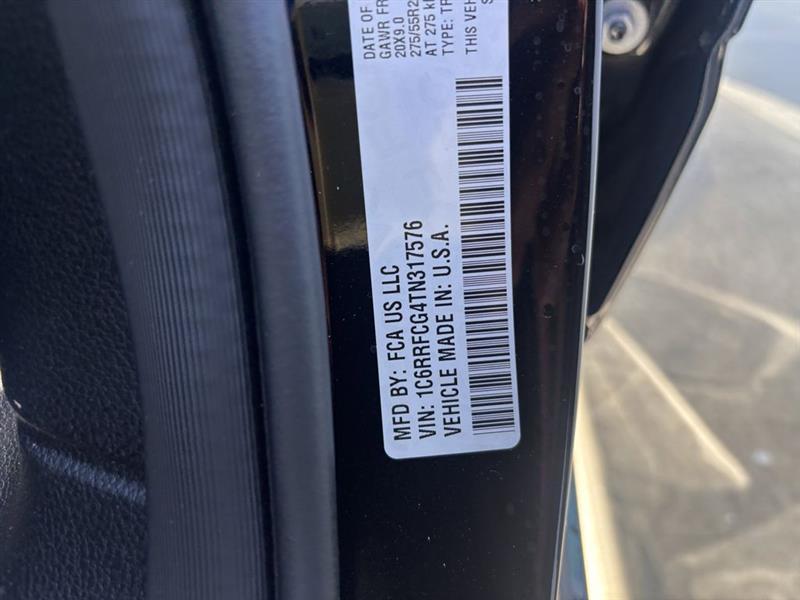 DATE OF
GAWR FR
20X9.0
275/55R2
AT 275 k
TYPE: TR
THIS VEH
S
MFD BY: FCA US LLC
VIN: 1C6RRFCG4TN317576
VEHICLE MADE IN: U.S.A.